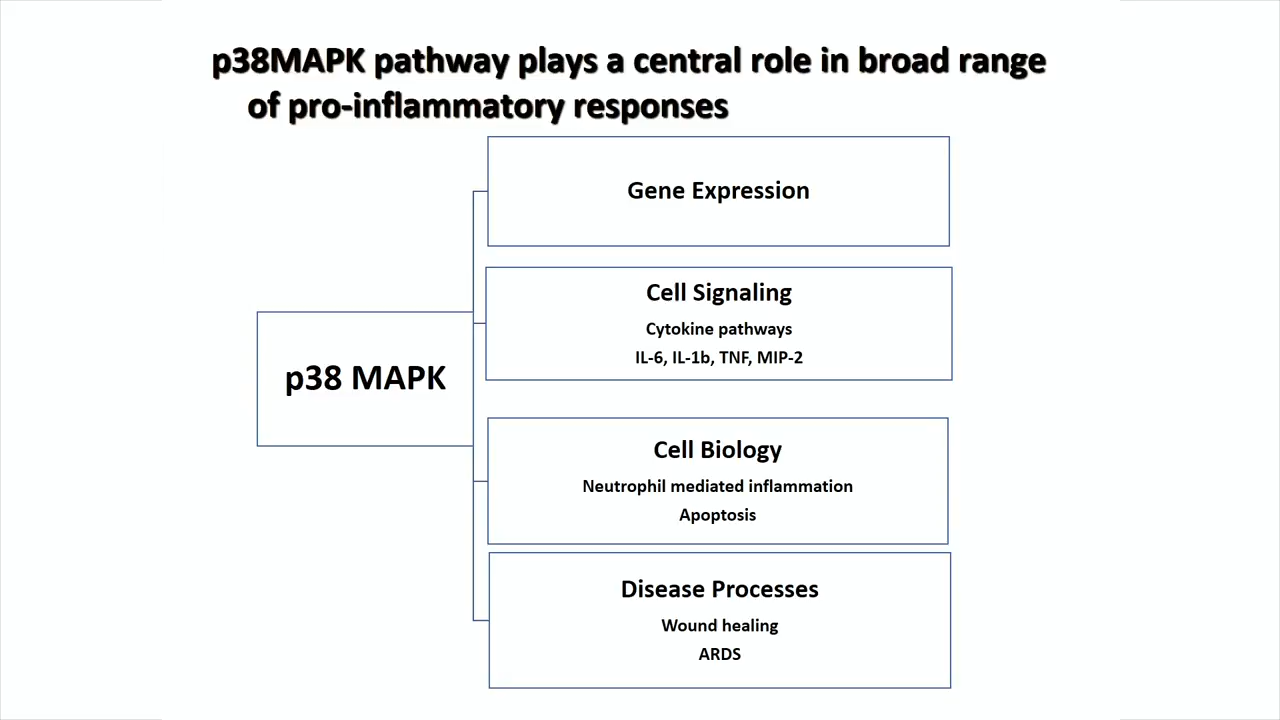 p38MAPK pathway plays a central role in broad range
of pro-inflammatory responses
p38 MAPK
Gene Expression
Cell Signaling
Cytokine pathways
IL-6, IL-1b, TNF, MIP-2
Cell Biology
Neutrophil mediated inflammation
Apoptosis
Disease Processes
Wound healing
ARDS